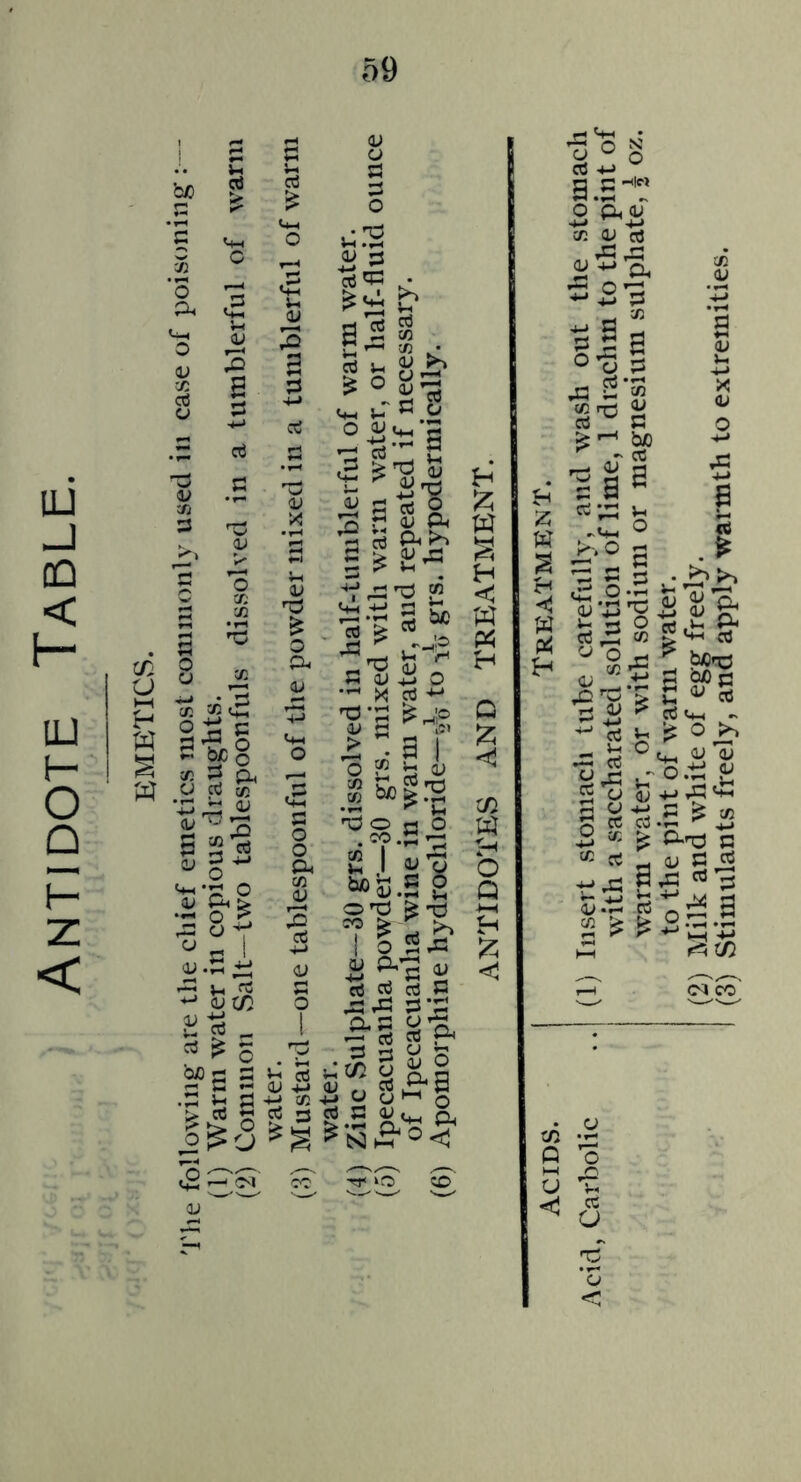 59
ANTIDOTE TABLE.
EMETICS.
The following are the chief emetics most commonly used in case of poisoning :—
(1) Warm water in copious draughts.
(2) Common Salt—two tablespoonfuls dissolved in a tumblerful of warm
water.
(3) Mustard—one tablespoonful of the powder mixed in a tumblerful of warm
water.
(4) Zinc Sulphate—30 grs. dissolved in half-tumblerful of warm water.
(5) Ipecacuanha powder—30 grs. mixed with warm water, or half-fluid ounce
of Ipecacuanha wine in warm water, and repeated if necessary.
(6) Apomorphine hydrochloride—1/20 to 1/10 grs. hypodermically.
ANTIDOTES AND TREATMENT.
ACIDS.
TREATMENT.
Acid, Carbolic ..
(1) Insert stomach tube carefully, and wash out the stomach
with a saccharated solution of lime, 1 drachm to the pint of
warm water, or with sodium or magnesium sulphate, ½ oz.
to the pint of warm water.
(2) Milk and white of egg freely.
(3) Stimulants freely, and apply warmth to extremities.